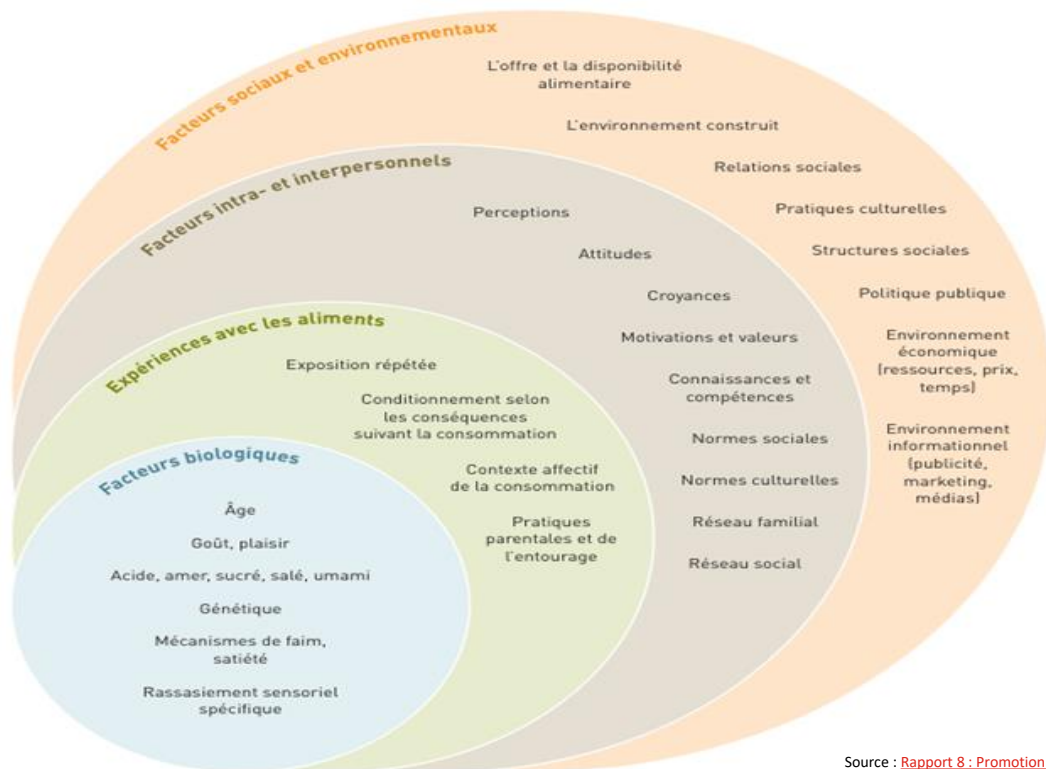 Facteurs sociaux et environnementaux
L'offre et la disponibilité
alimentaire
L'environnement construit
Relations sociales
Pratiques culturelles
Structures sociales
Politique publique
Environnement
économique
(ressources, prix,
temps)
Environnement
informationnel
(publicité,
marketing,
médias)
Facteurs intra- et interpersonnels
Perceptions
Attitudes
Croyances
Motivations et valeurs
Connaissances et
compétences
Normes sociales
Normes culturelles
Réseau familial
Réseau social
Expériences avec les aliments
Exposition répétée
Conditionnement selon
les conséquences
suivant la consommation
Contexte affectif
de la consommation
Pratiques
parentales et de
l'entourage
Facteurs biologiques
Âge
Goût, plaisir
Acide, amer, sucré, salé, umami
Génétique
Mécanismes de faim,
satiété
Rassasiement sensoriel
spécifique
Source : Rapport 8 : Promotion